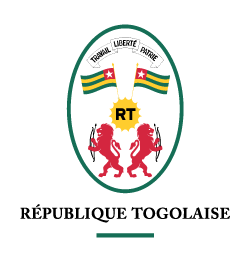 TRAVAIL LIBERTÉ PATRIE
RT
RÉPUBLIQUE TOGOLAISE